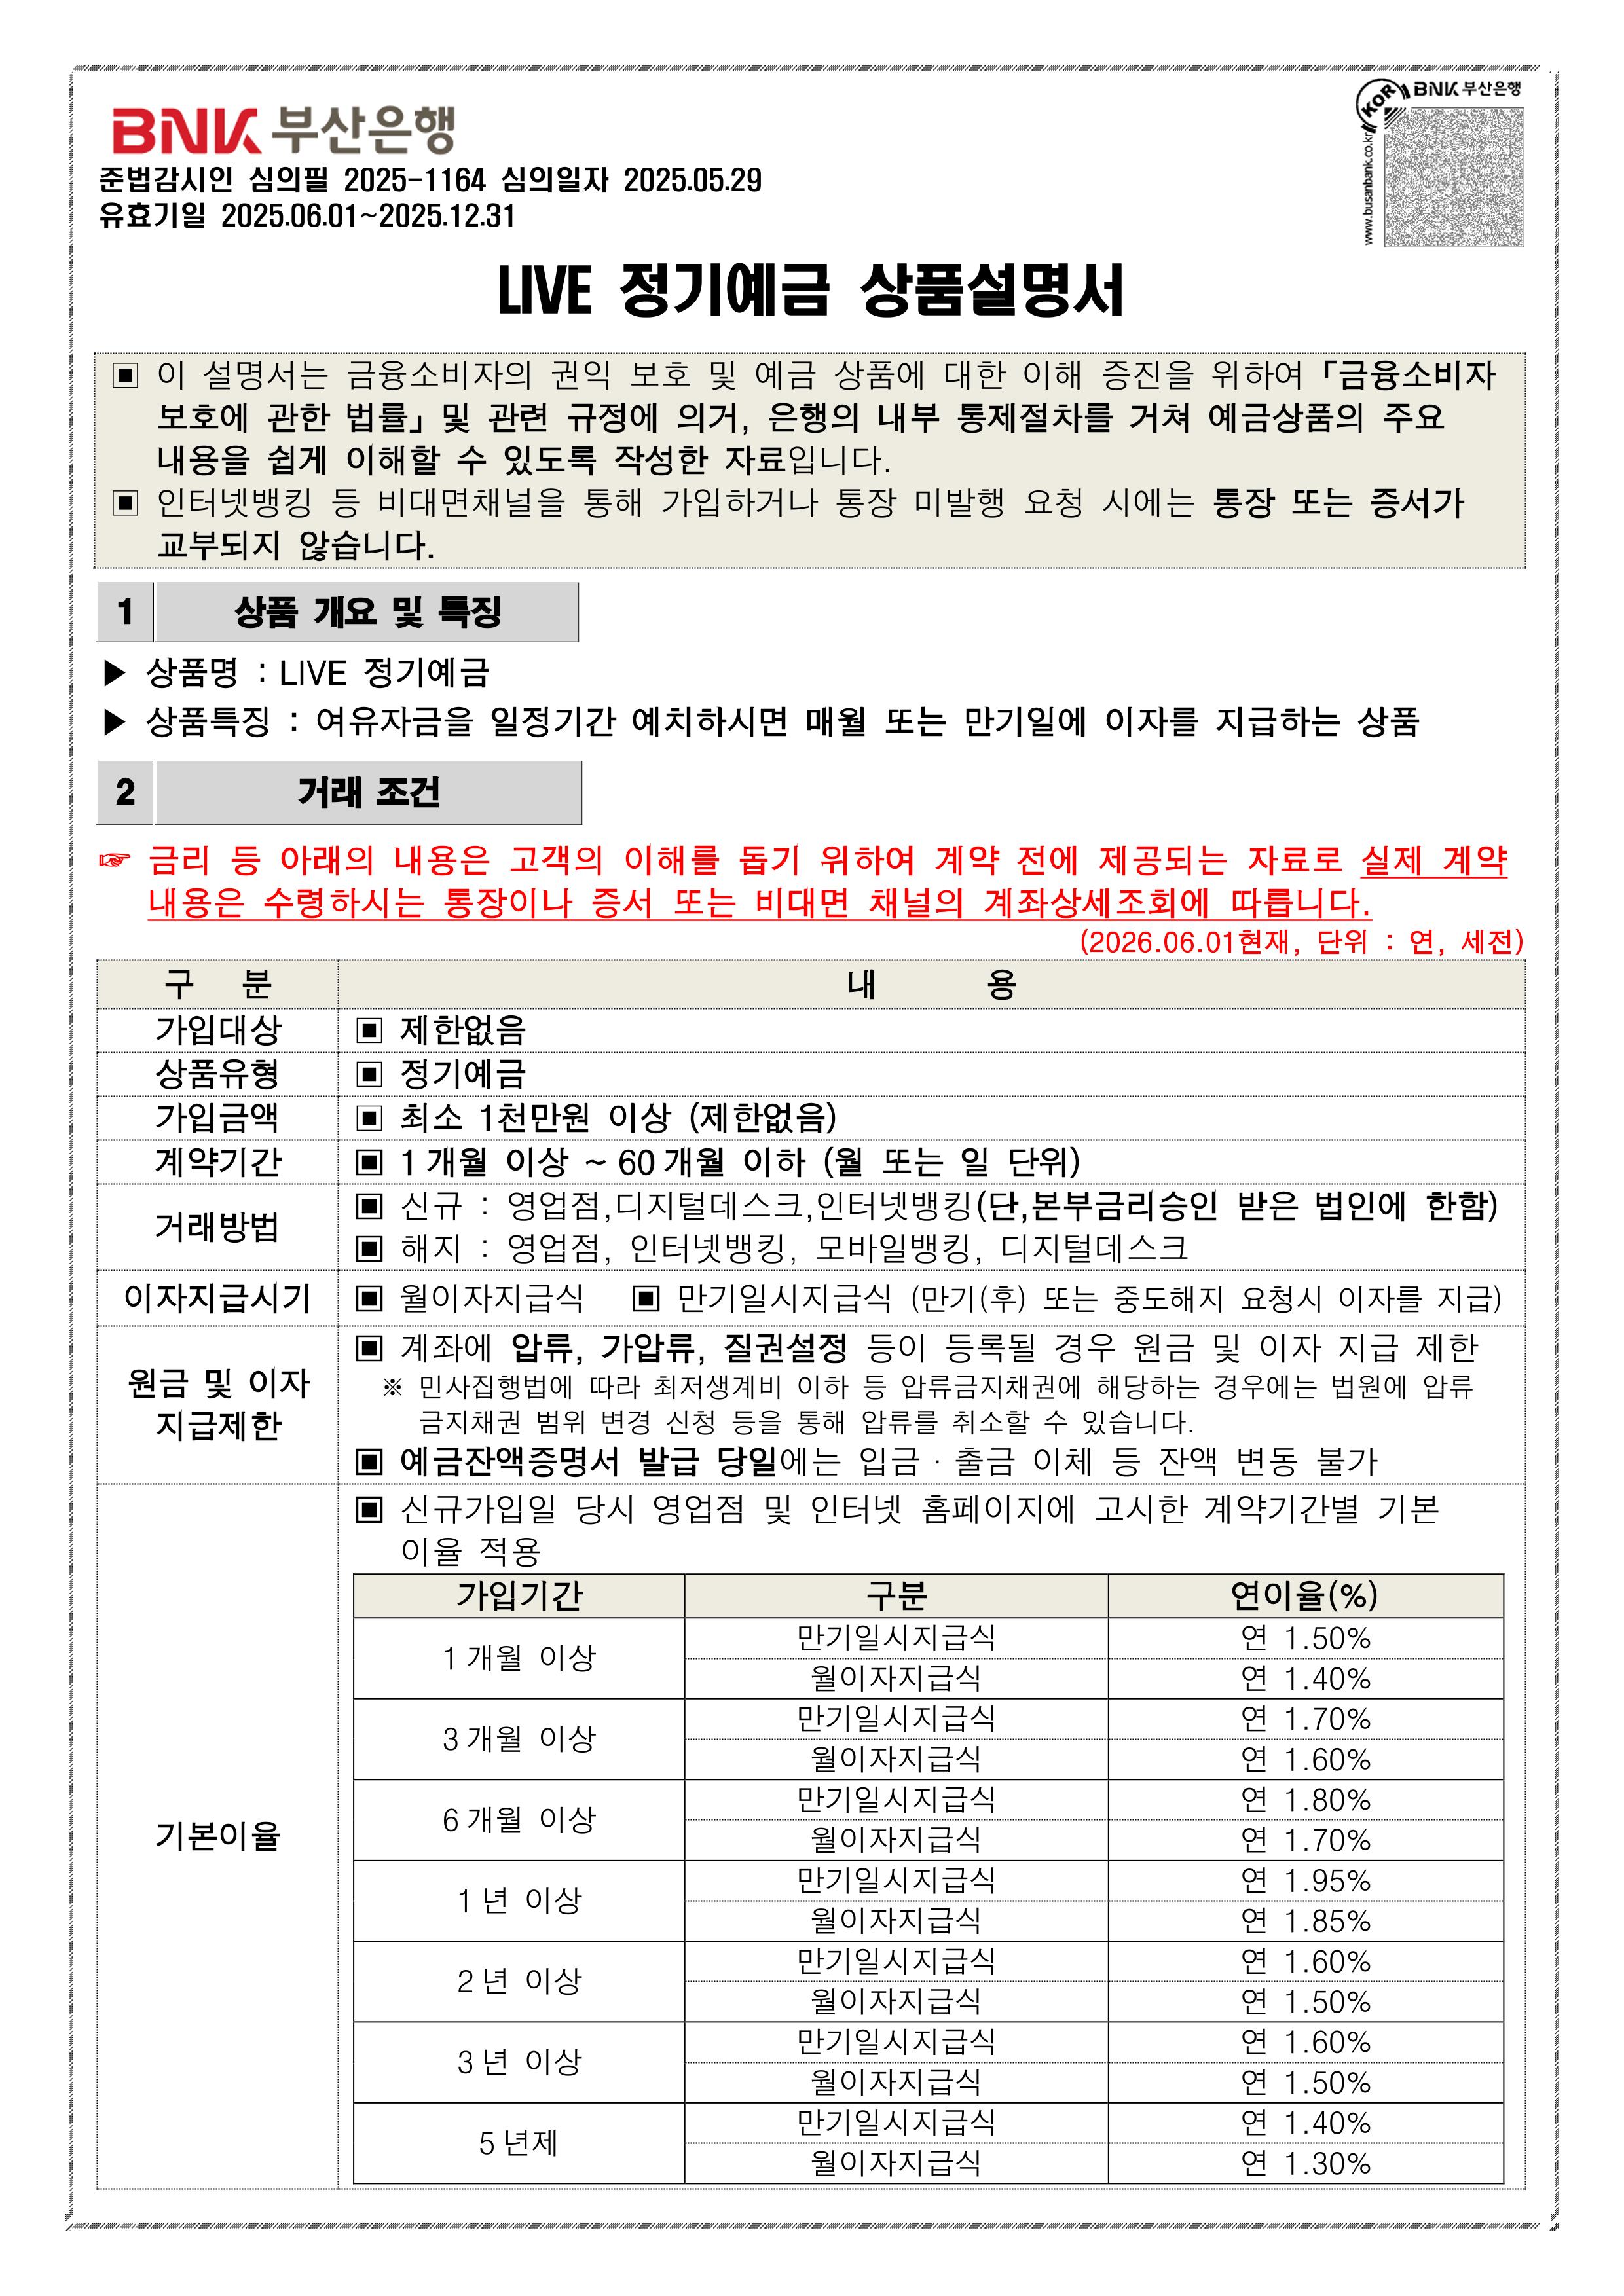 BNK 부산은행
KOR BNK 부산은행
www.busanbank.co.kr
준법감시인 심의필 2025-1164 심의일자 2025.05.29
유효기일 2025.06.01~2025.12.31
LIVE 정기예금 상품설명서
▣ 이 설명서는 금융소비자의 권익 보호 및 예금 상품에 대한 이해 증진을 위하여 「금융소비자
보호에 관한 법률」 및 관련 규정에 의거, 은행의 내부 통제절차를 거쳐 예금상품의 주요
내용을 쉽게 이해할 수 있도록 작성한 자료입니다.
▣ 인터넷뱅킹 등 비대면채널을 통해 가입하거나 통장 미발행 요청 시에는 통장 또는 증서가
교부되지 않습니다.
1 상품 개요 및 특징
▶ 상품명 : LIVE 정기예금
▶ 상품특징 : 여유자금을 일정기간 예치하시면 매월 또는 만기일에 이자를 지급하는 상품
2 거래 조건
☞ 금리 등 아래의 내용은 고객의 이해를 돕기 위하여 계약 전에 제공되는 자료로 실제 계약
내용은 수령하시는 통장이나 증서 또는 비대면 채널의 계좌상세조회에 따릅니다.
(2026.06.01현재, 단위 : 연, 세전)
구 분 내 용
가입대상 ▣ 제한없음
상품유형 ▣ 정기예금
가입금액 ▣ 최소 1천만원 이상 (제한없음)
계약기간 ▣ 1개월 이상 ~ 60개월 이하 (월 또는 일 단위)
거래방법 ▣ 신규 : 영업점,디지털데스크,인터넷뱅킹(단,본부금리승인 받은 법인에 한함)
▣ 해지 : 영업점, 인터넷뱅킹, 모바일뱅킹, 디지털데스크
이자지급시기 ▣ 월이자지급식 ▣ 만기일시지급식 (만기(후) 또는 중도해지 요청시 이자를 지급)
원금 및 이자
지급제한
▣ 계좌에 압류, 가압류, 질권설정 등이 등록될 경우 원금 및 이자 지급 제한
※ 민사집행법에 따라 최저생계비 이하 등 압류금지채권에 해당하는 경우에는 법원에 압류
금지채권 범위 변경 신청 등을 통해 압류를 취소할 수 있습니다.
▣ 예금잔액증명서 발급 당일에는 입금·출금 이체 등 잔액 변동 불가
기본이율
▣ 신규가입일 당시 영업점 및 인터넷 홈페이지에 고시한 계약기간별 기본
이율 적용
가입기간 구분 연이율(%)
1개월 이상 만기일시지급식 연 1.50%
월이자지급식 연 1.40%
3개월 이상 만기일시지급식 연 1.70%
월이자지급식 연 1.60%
6개월 이상 만기일시지급식 연 1.80%
월이자지급식 연 1.70%
1년 이상 만기일시지급식 연 1.95%
월이자지급식 연 1.85%
2년 이상 만기일시지급식 연 1.60%
월이자지급식 연 1.50%
3년 이상 만기일시지급식 연 1.60%
월이자지급식 연 1.50%
5년제 만기일시지급식 연 1.40%
월이자지급식 연 1.30%